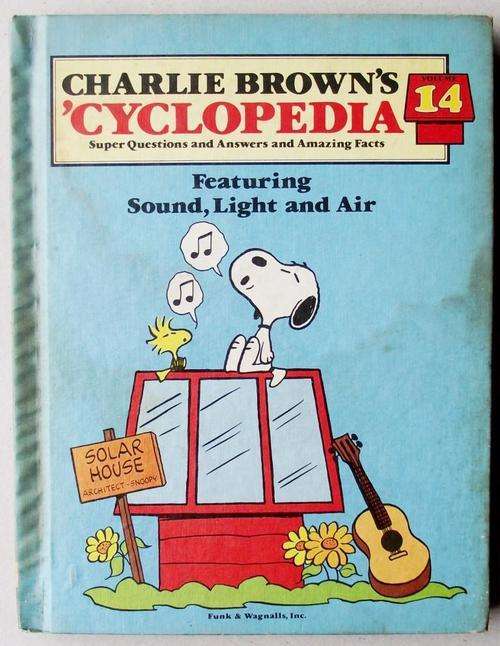 CHARLIE BROWN'S
'CYCLOPEDIA
Super Questions and Answers and Amazing Facts
VOLUME
14
Featuring
Sound, Light and Air
SOLAR
HOUSE
ARCHITECT-SNOOPY
Funk & Wagnalls, Inc.